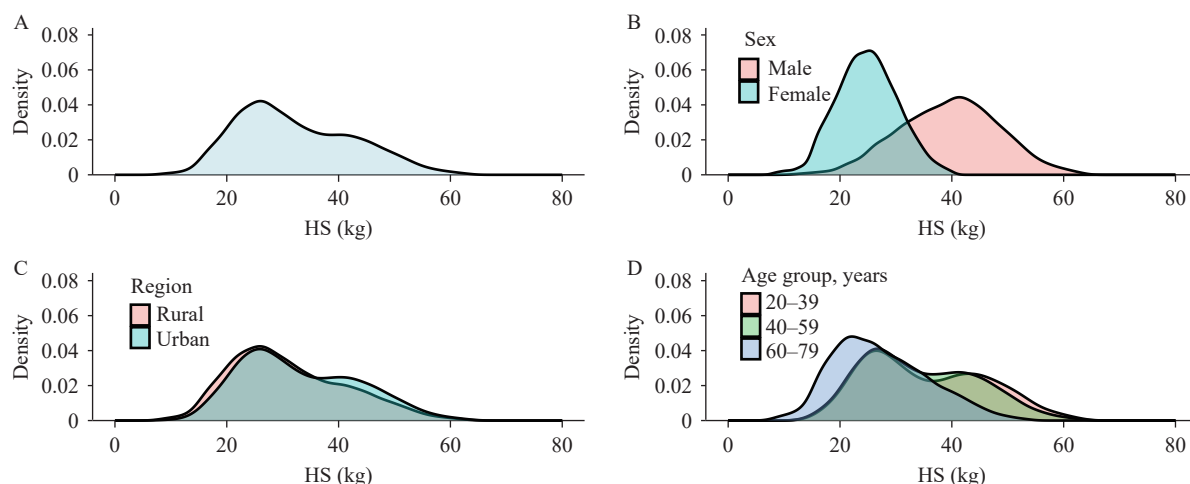 A
0.08
0.06
0.04
0.02
0
Density
0 20 40 60 80
HS (kg)
B
0.08
0.06
0.04
0.02
0
Density
Sex
Male
Female
0 20 40 60 80
HS (kg)
C
0.08
0.06
0.04
0.02
0
Density
Region
Rural
Urban
0 20 40 60 80
HS (kg)
D
0.08
0.06
0.04
0.02
0
Density
Age group, years
20–39
40–59
60–79
0 20 40 60 80
HS (kg)